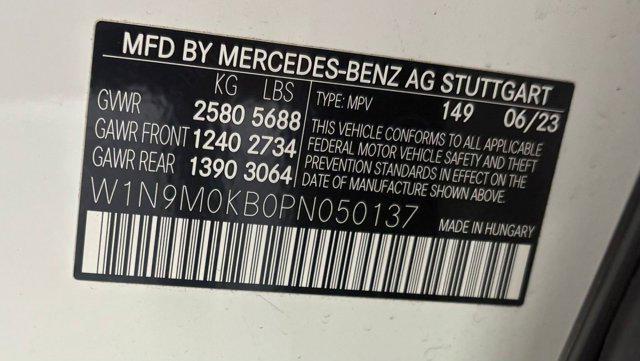 MFD BY MERCEDES-BENZ AG STUTTGART
KG LBS
GVWR 2580 5688
GAWR FRONT 1240 2734
GAWR REAR 1390 3064
TYPE: MPV 149 06/23
THIS VEHICLE CONFORMS TO ALL APPLICABLE
FEDERAL MOTOR VEHICLE SAFETY AND THEFT
PREVENTION STANDARDS IN EFFECT ON THE
DATE OF MANUFACTURE SHOWN ABOVE.
W1N9M0KB0PN050137
MADE IN HUNGARY